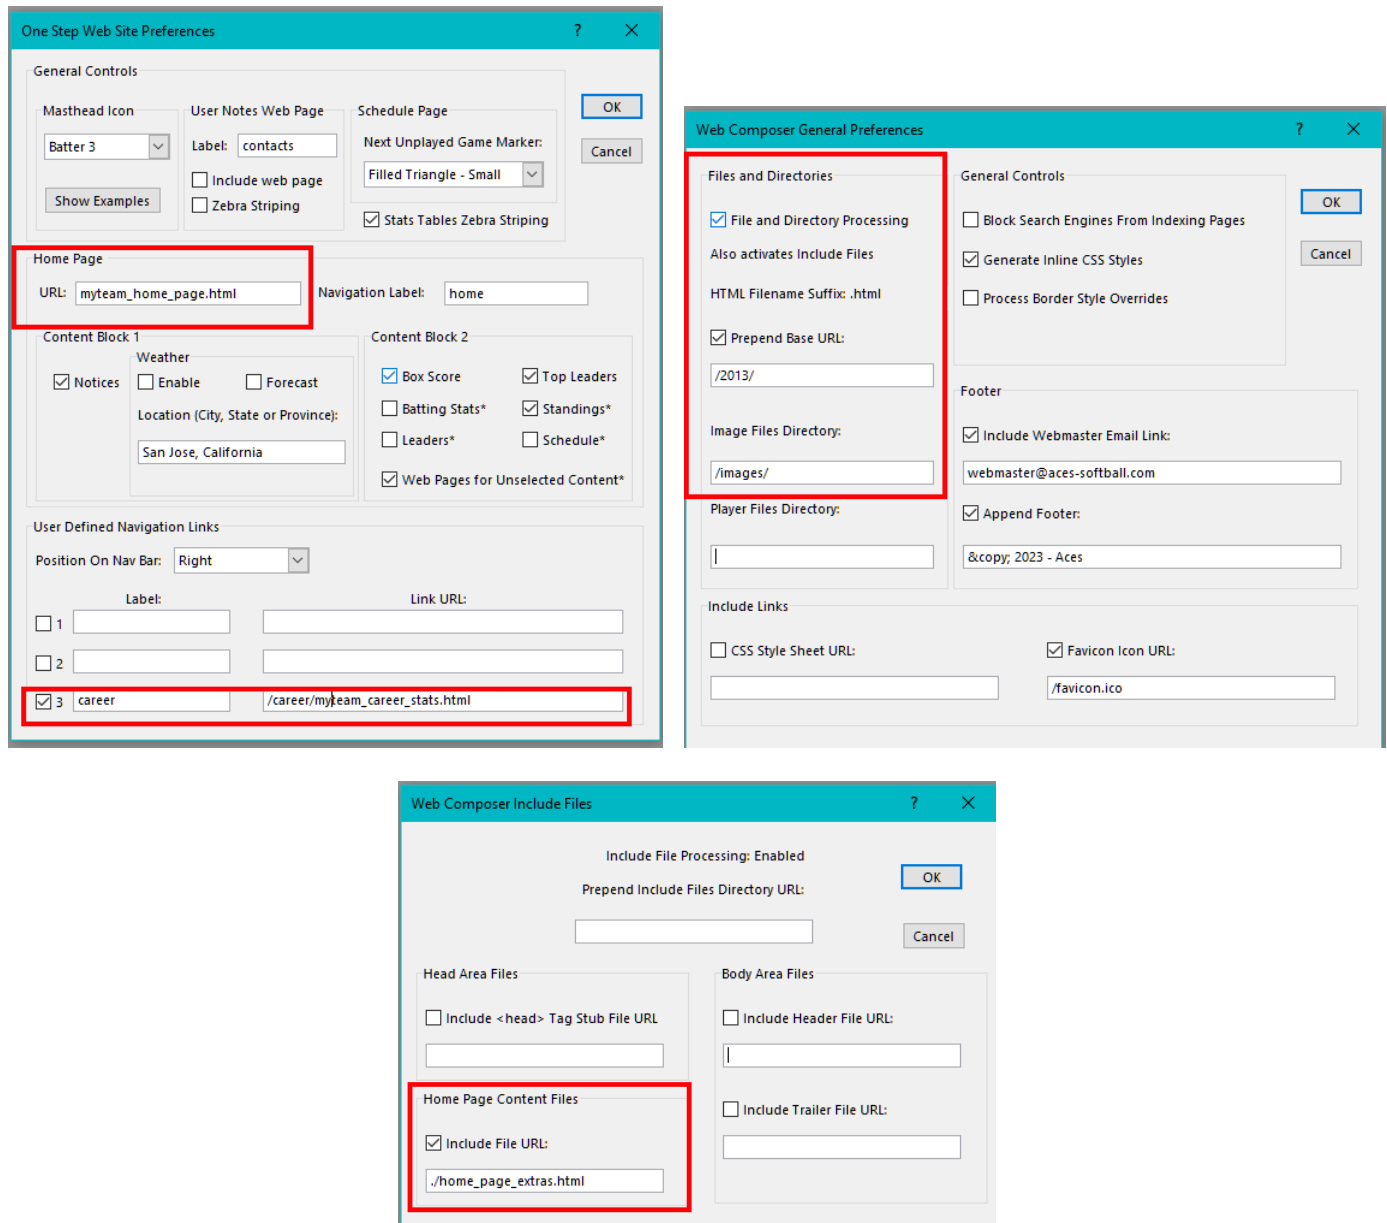 One Step Web Site Preferences
General Controls
Masthead Icon
Batter 3
Show Examples
User Notes Web Page
Label: contacts
Include web page
Zebra Striping
Schedule Page
Next Unplayed Game Marker:
Filled Triangle - Small
Stats Tables Zebra Striping
OK
Cancel
Home Page
URL: myteam_home_page.html
Navigation Label: home
Content Block 1
Notices
Weather
Enable Forecast
Location (City, State or Province):
San Jose, California
Content Block 2
Box Score Top Leaders
Batting Stats* Standings*
Leaders* Schedule*
Web Pages for Unselected Content*
User Defined Navigation Links
Position On Nav Bar: Right
Label: Link URL:
1
2
3 career /career/myteam_career_stats.html
Web Composer General Preferences
Files and Directories
File and Directory Processing
Also activates Include Files
HTML Filename Suffix: .html
Prepend Base URL:
/2013/
Image Files Directory:
/images/
Player Files Directory:
General Controls
Block Search Engines From Indexing Pages
Generate Inline CSS Styles
Process Border Style Overrides
OK
Cancel
Footer
Include Webmaster Email Link:
webmaster@aces-softball.com
Append Footer:
&copy; 2023 - Aces
Include Links
CSS Style Sheet URL:
Favicon Icon URL:
/favicon.ico
Web Composer Include Files
Include File Processing: Enabled
Prepend Include Files Directory URL:
OK
Cancel
Head Area Files
Include <head> Tag Stub File URL
Home Page Content Files
Include File URL:
./home_page_extras.html
Body Area Files
Include Header File URL:
Include Trailer File URL: